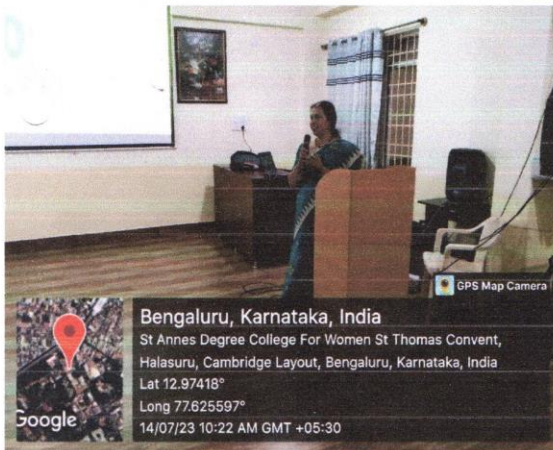 GPS Map Camera
Bengaluru, Karnataka, India
St Annes Degree College For Women St Thomas Convent,
Halasuru, Cambridge Layout, Bengaluru, Karnataka, India
Lat 12.97418°
Long 77.625597°
14/07/23 10:22 AM GMT +05:30
Google